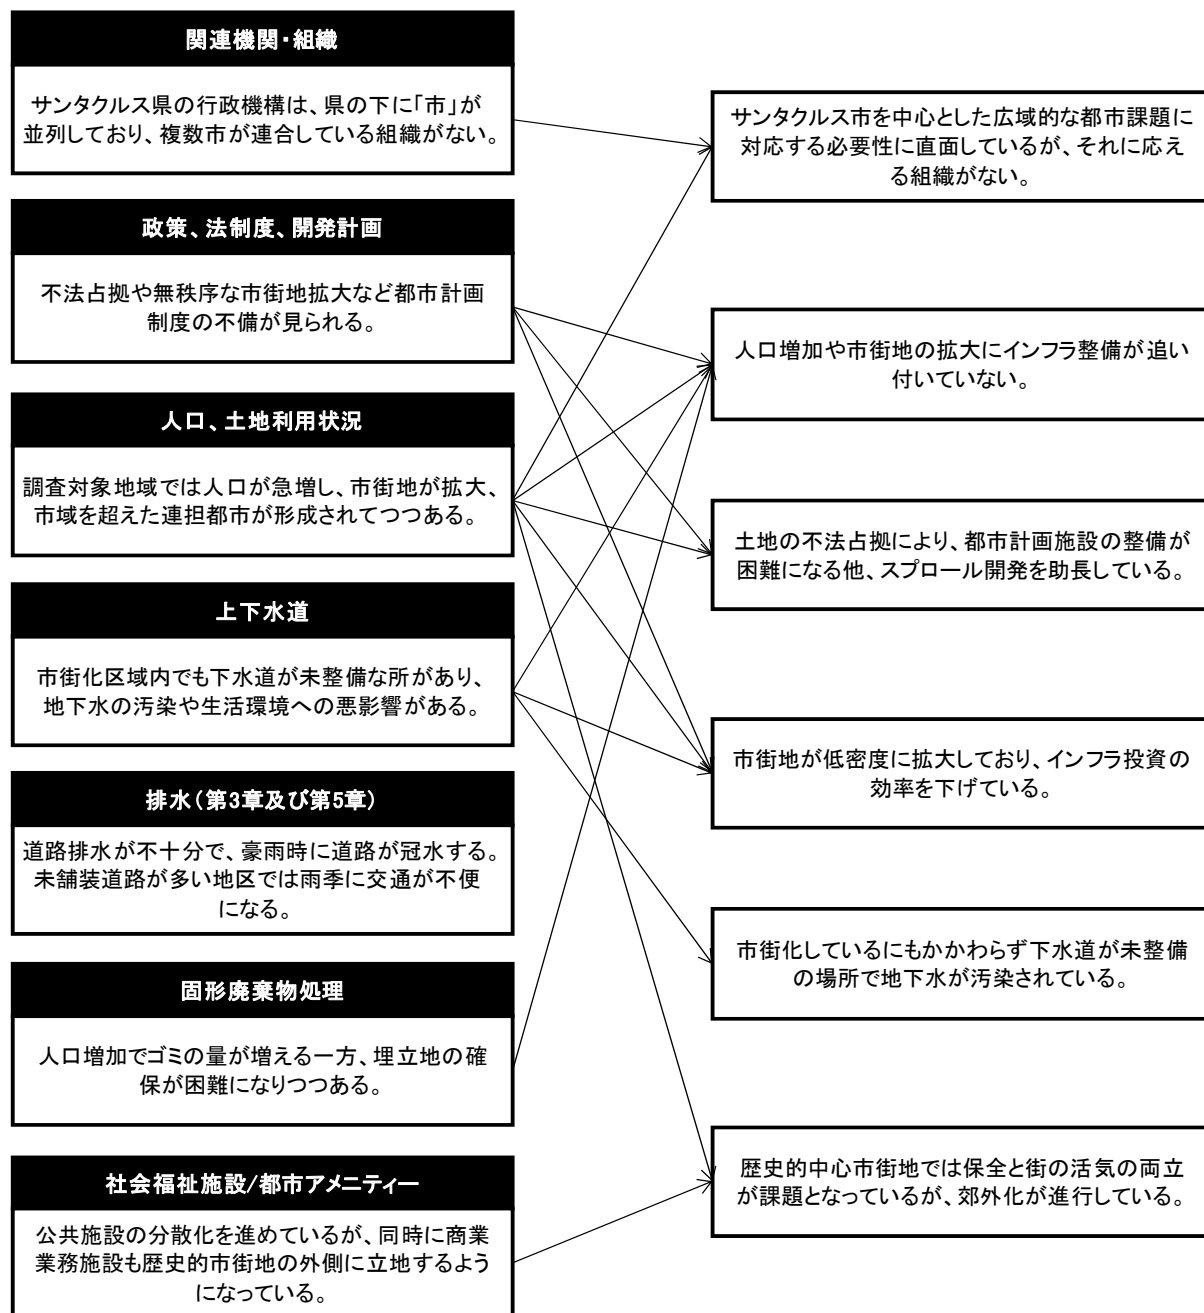 関連機関・組織
サンタクルス県の行政機構は、県の下に「市」が
並列しており、複数市が連合している組織がない。
政策、法制度、開発計画
不法占拠や無秩序な市街地拡大など都市計画
制度の不備が見られる。
人口、土地利用状況
調査対象地域では人口が急増し、市街地が拡大、
市域を超えた連担都市が形成されてつつある。
上下水道
市街化区域内でも下水道が未整備な所があり、
地下水の汚染や生活環境への悪影響がある。
排水（第3章及び第5章）
道路排水が不十分で、豪雨時に道路が冠水する。
未舗装道路が多い地区では雨季に交通が不便
になる。
固形廃棄物処理
人口増加でゴミの量が増える一方、埋立地の確
保が困難になりつつある。
社会福祉施設/都市アメニティー
公共施設の分散化を進めているが、同時に商業
業務施設も歴史的市街地の外側に立地するよう
になっている。
サンタクルス市を中心とした広域的な都市課題に
対応する必要性に直面しているが、それに応え
る組織がない。
人口増加や市街地の拡大にインフラ整備が追い
付いていない。
土地の不法占拠により、都市計画施設の整備が
困難になる他、スプロール開発を助長している。
市街地が低密度に拡大しており、インフラ投資の
効率を下げている。
市街化しているにもかかわらず下水道が未整備
の場所で地下水が汚染されている。
歴史的中心市街地では保全と街の活気の両立
が課題となっているが、郊外化が進行している。